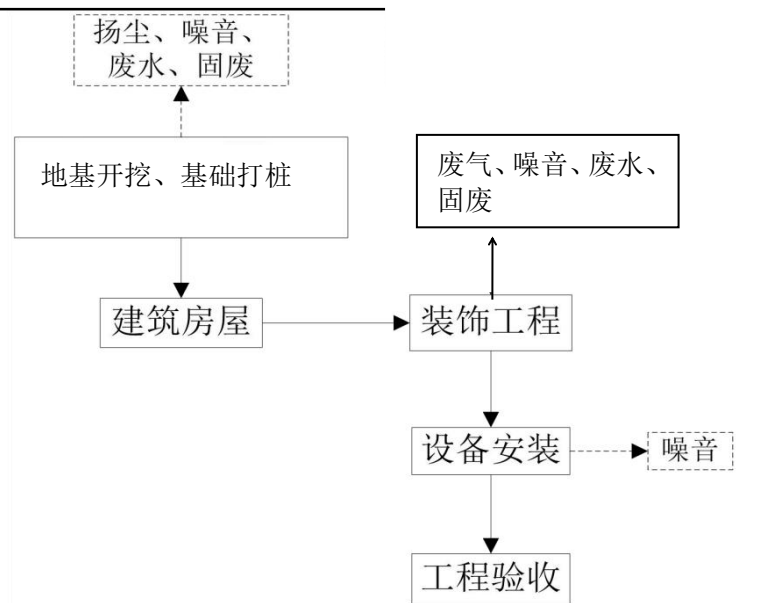 扬尘、噪音、
废水、固废
地基开挖、基础打桩
废气、噪音、废水、
固废
建筑房屋
装饰工程
设备安装
噪音
工程验收